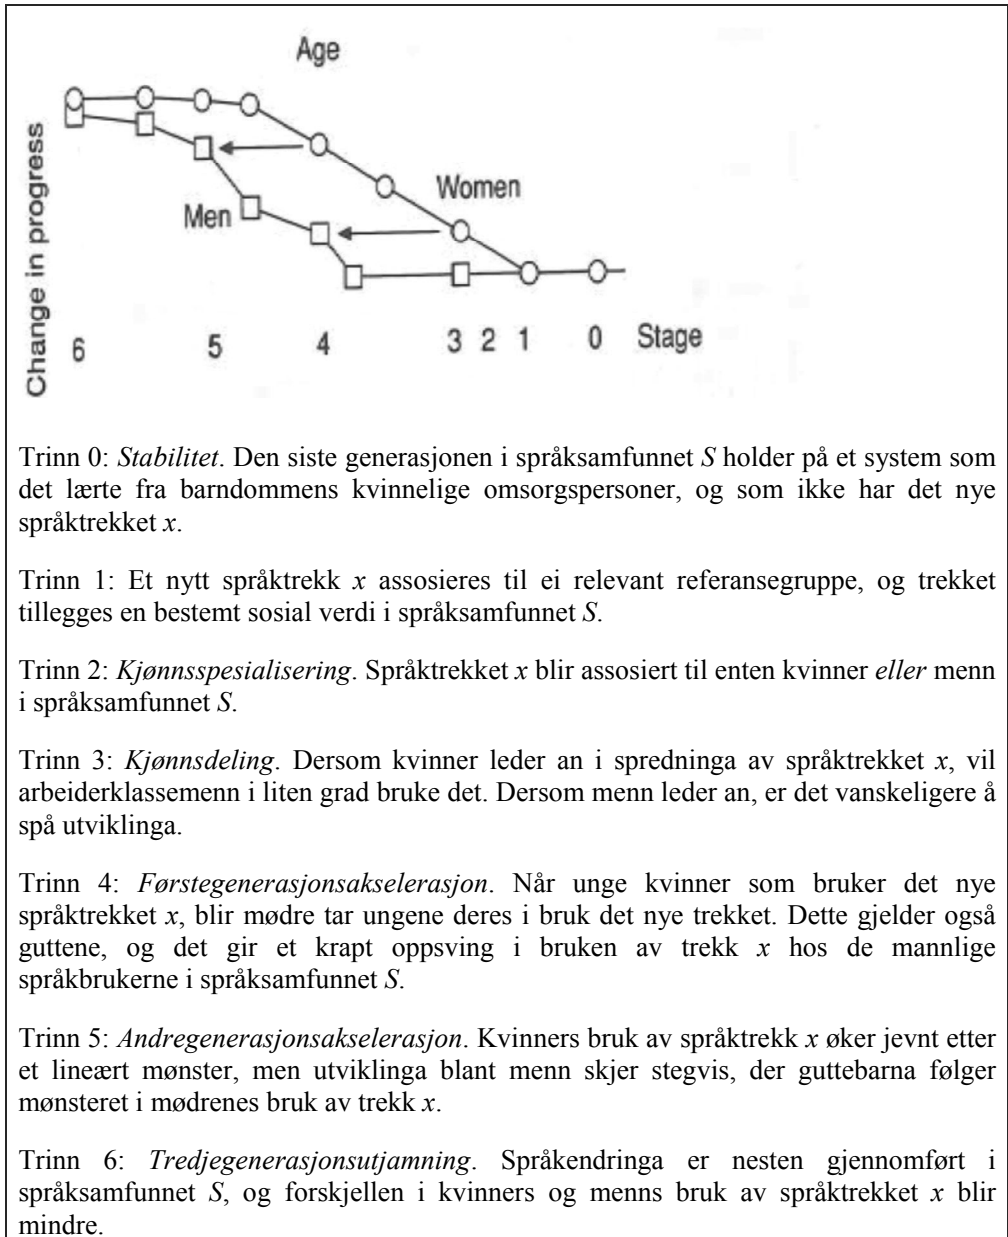 Age
Change in progress
Women
Men
6 5 4 3 2 1 0 Stage
Trinn 0: Stabilitet. Den siste generasjonen i språksamfunnet S holder på et system som
det lærte fra barndommens kvinnelige omsorgspersoner, og som ikke har det nye
språktrekket x.
Trinn 1: Et nytt språktrekk x assosieres til ei relevant referansegruppe, og trekket
tillegges en bestemt sosial verdi i språksamfunnet S.
Trinn 2: Kjønnsspesialisering. Språktrekket x blir assosiert til enten kvinner eller menn
i språksamfunnet S.
Trinn 3: Kjønnsdeling. Dersom kvinner leder an i spredninga av språktrekket x, vil
arbeiderklassemenn i liten grad bruke det. Dersom menn leder an, er det vanskeligere å
spå utviklinga.
Trinn 4: Førstegenerasjonsakselerasjon. Når unge kvinner som bruker det nye
språktrekket x, blir mødre tar ungene deres i bruk det nye trekket. Dette gjelder også
guttene, og det gir et krapt oppsving i bruken av trekk x hos de mannlige
språkbrukerne i språksamfunnet S.
Trinn 5: Andregenerasjonsakselerasjon. Kvinners bruk av språktrekk x øker jevnt etter
et lineært mønster, men utviklinga blant menn skjer stegvis, der guttebarna følger
mønsteret i mødrenes bruk av trekk x.
Trinn 6: Tredjegenerasjonsutjamning. Språkendringa er nesten gjennomført i
språksamfunnet S, og forskjellen i kvinners og menns bruk av språktrekket x blir
mindre.